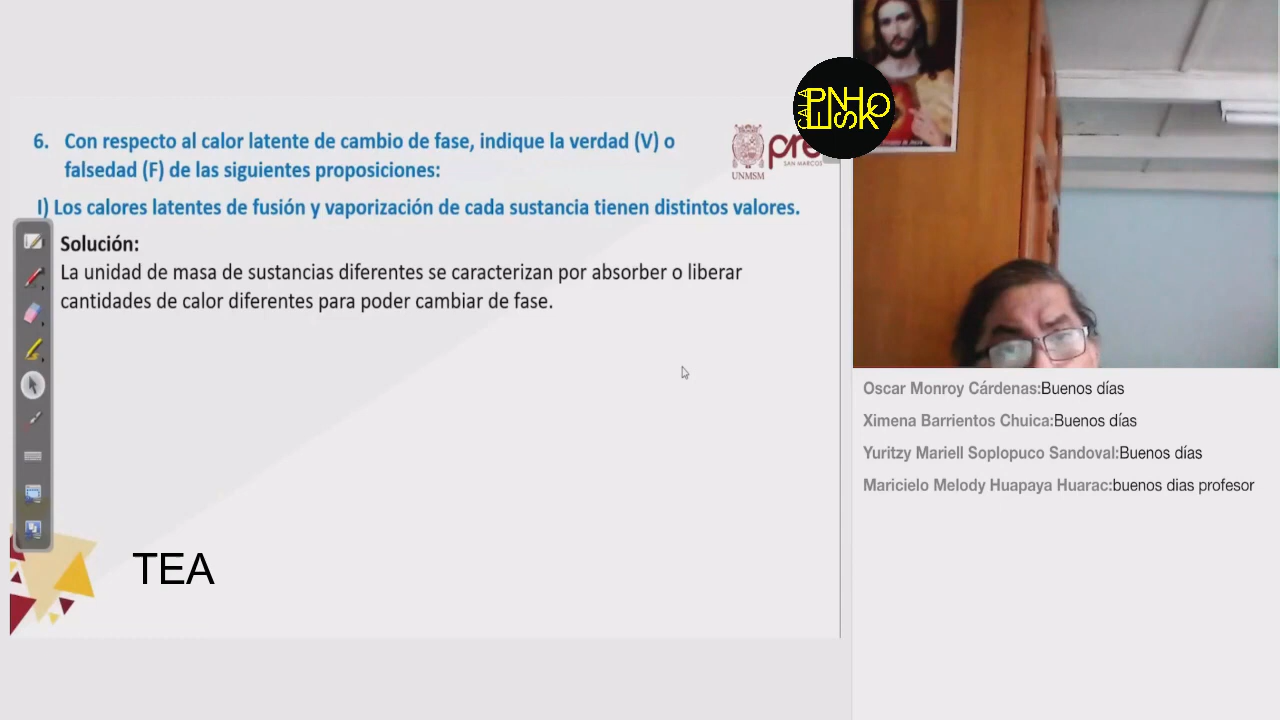 6. Con respecto al calor latente de cambio de fase, indique la verdad (V) o
falsedad (F) de las siguientes proposiciones:
I) Los calores latentes de fusión y vaporización de cada sustancia tienen distintos valores.
Solución:
La unidad de masa de sustancias diferentes se caracterizan por absorber o liberar
cantidades de calor diferentes para poder cambiar de fase.
TEA
UNMSM
pre
SAN MARCOS
Oscar Monroy Cárdenas:Buenos días
Ximena Barrientos Chuica:Buenos días
Yuritzy Mariell Soplopuco Sandoval:Buenos días
Maricielo Melody Huapaya Huarac:buenos dias profesor